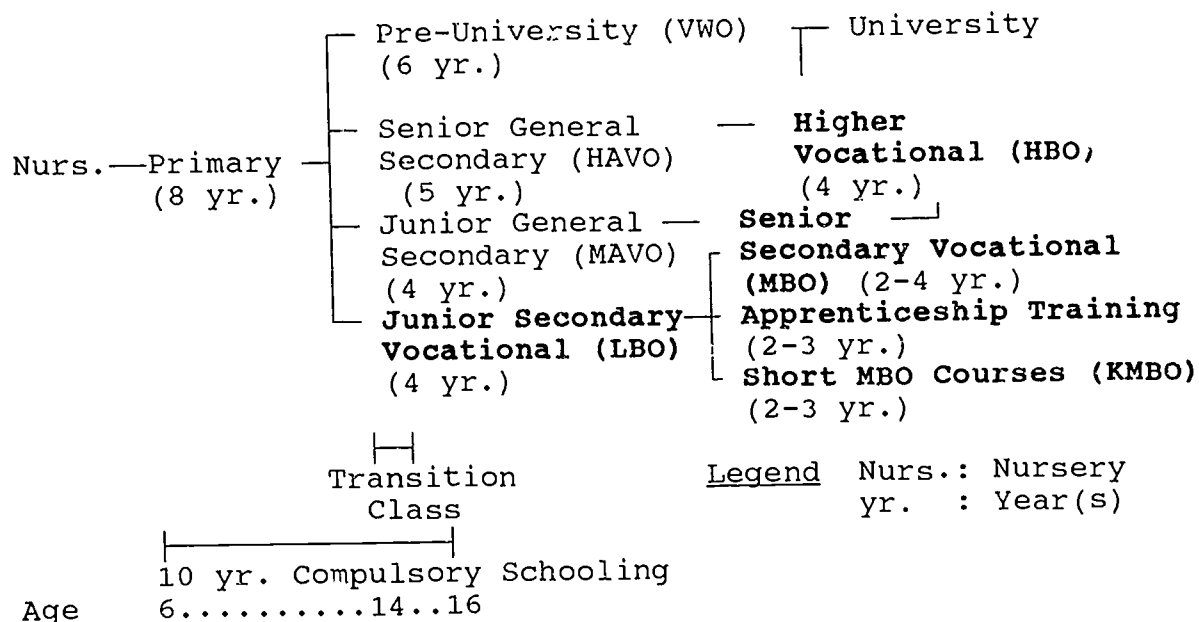 Pre-University (VWO) University
(6 yr.)
Senior General Higher
Nurs. Primary Secondary (HAVO) Vocational (HBO)
(8 yr.) (5 yr.) (4 yr.)
Junior General Senior
Secondary (MAVO) Secondary Vocational
(4 yr.) (MBO) (2-4 yr.)
Junior Secondary Apprenticeship Training
Vocational (LBO) (2-3 yr.)
(4 yr.) Short MBO Courses (KMBO)
(2-3 yr.)
Transition Legend Nurs.: Nursery
Class yr. : Year(s)
10 yr. Compulsory Schooling
Age 6..........14..16